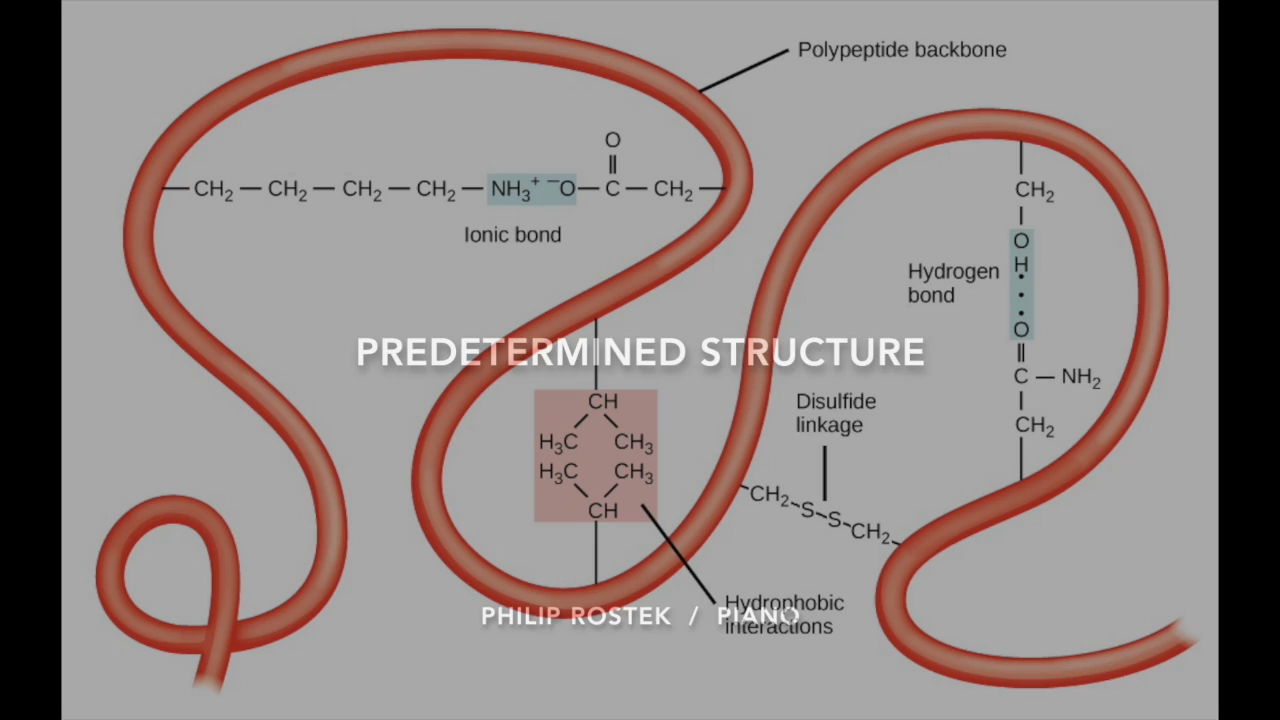 Polypeptide backbone
O
CH₂ — CH₂ — CH₂ — CH₂ — NH₃⁺ ⁻O — C — CH₂
Ionic bond
CH₂
O
H
Hydrogen
bond
O
C — NH₂
CH₂
PREDETERMINED STRUCTURE
CH
H₃C CH₃
H₃C CH₃
CH
Disulfide
linkage
CH₂
S
S
CH₂
Hydrophobic
interactions
PHILIP ROSTEK / PIANO